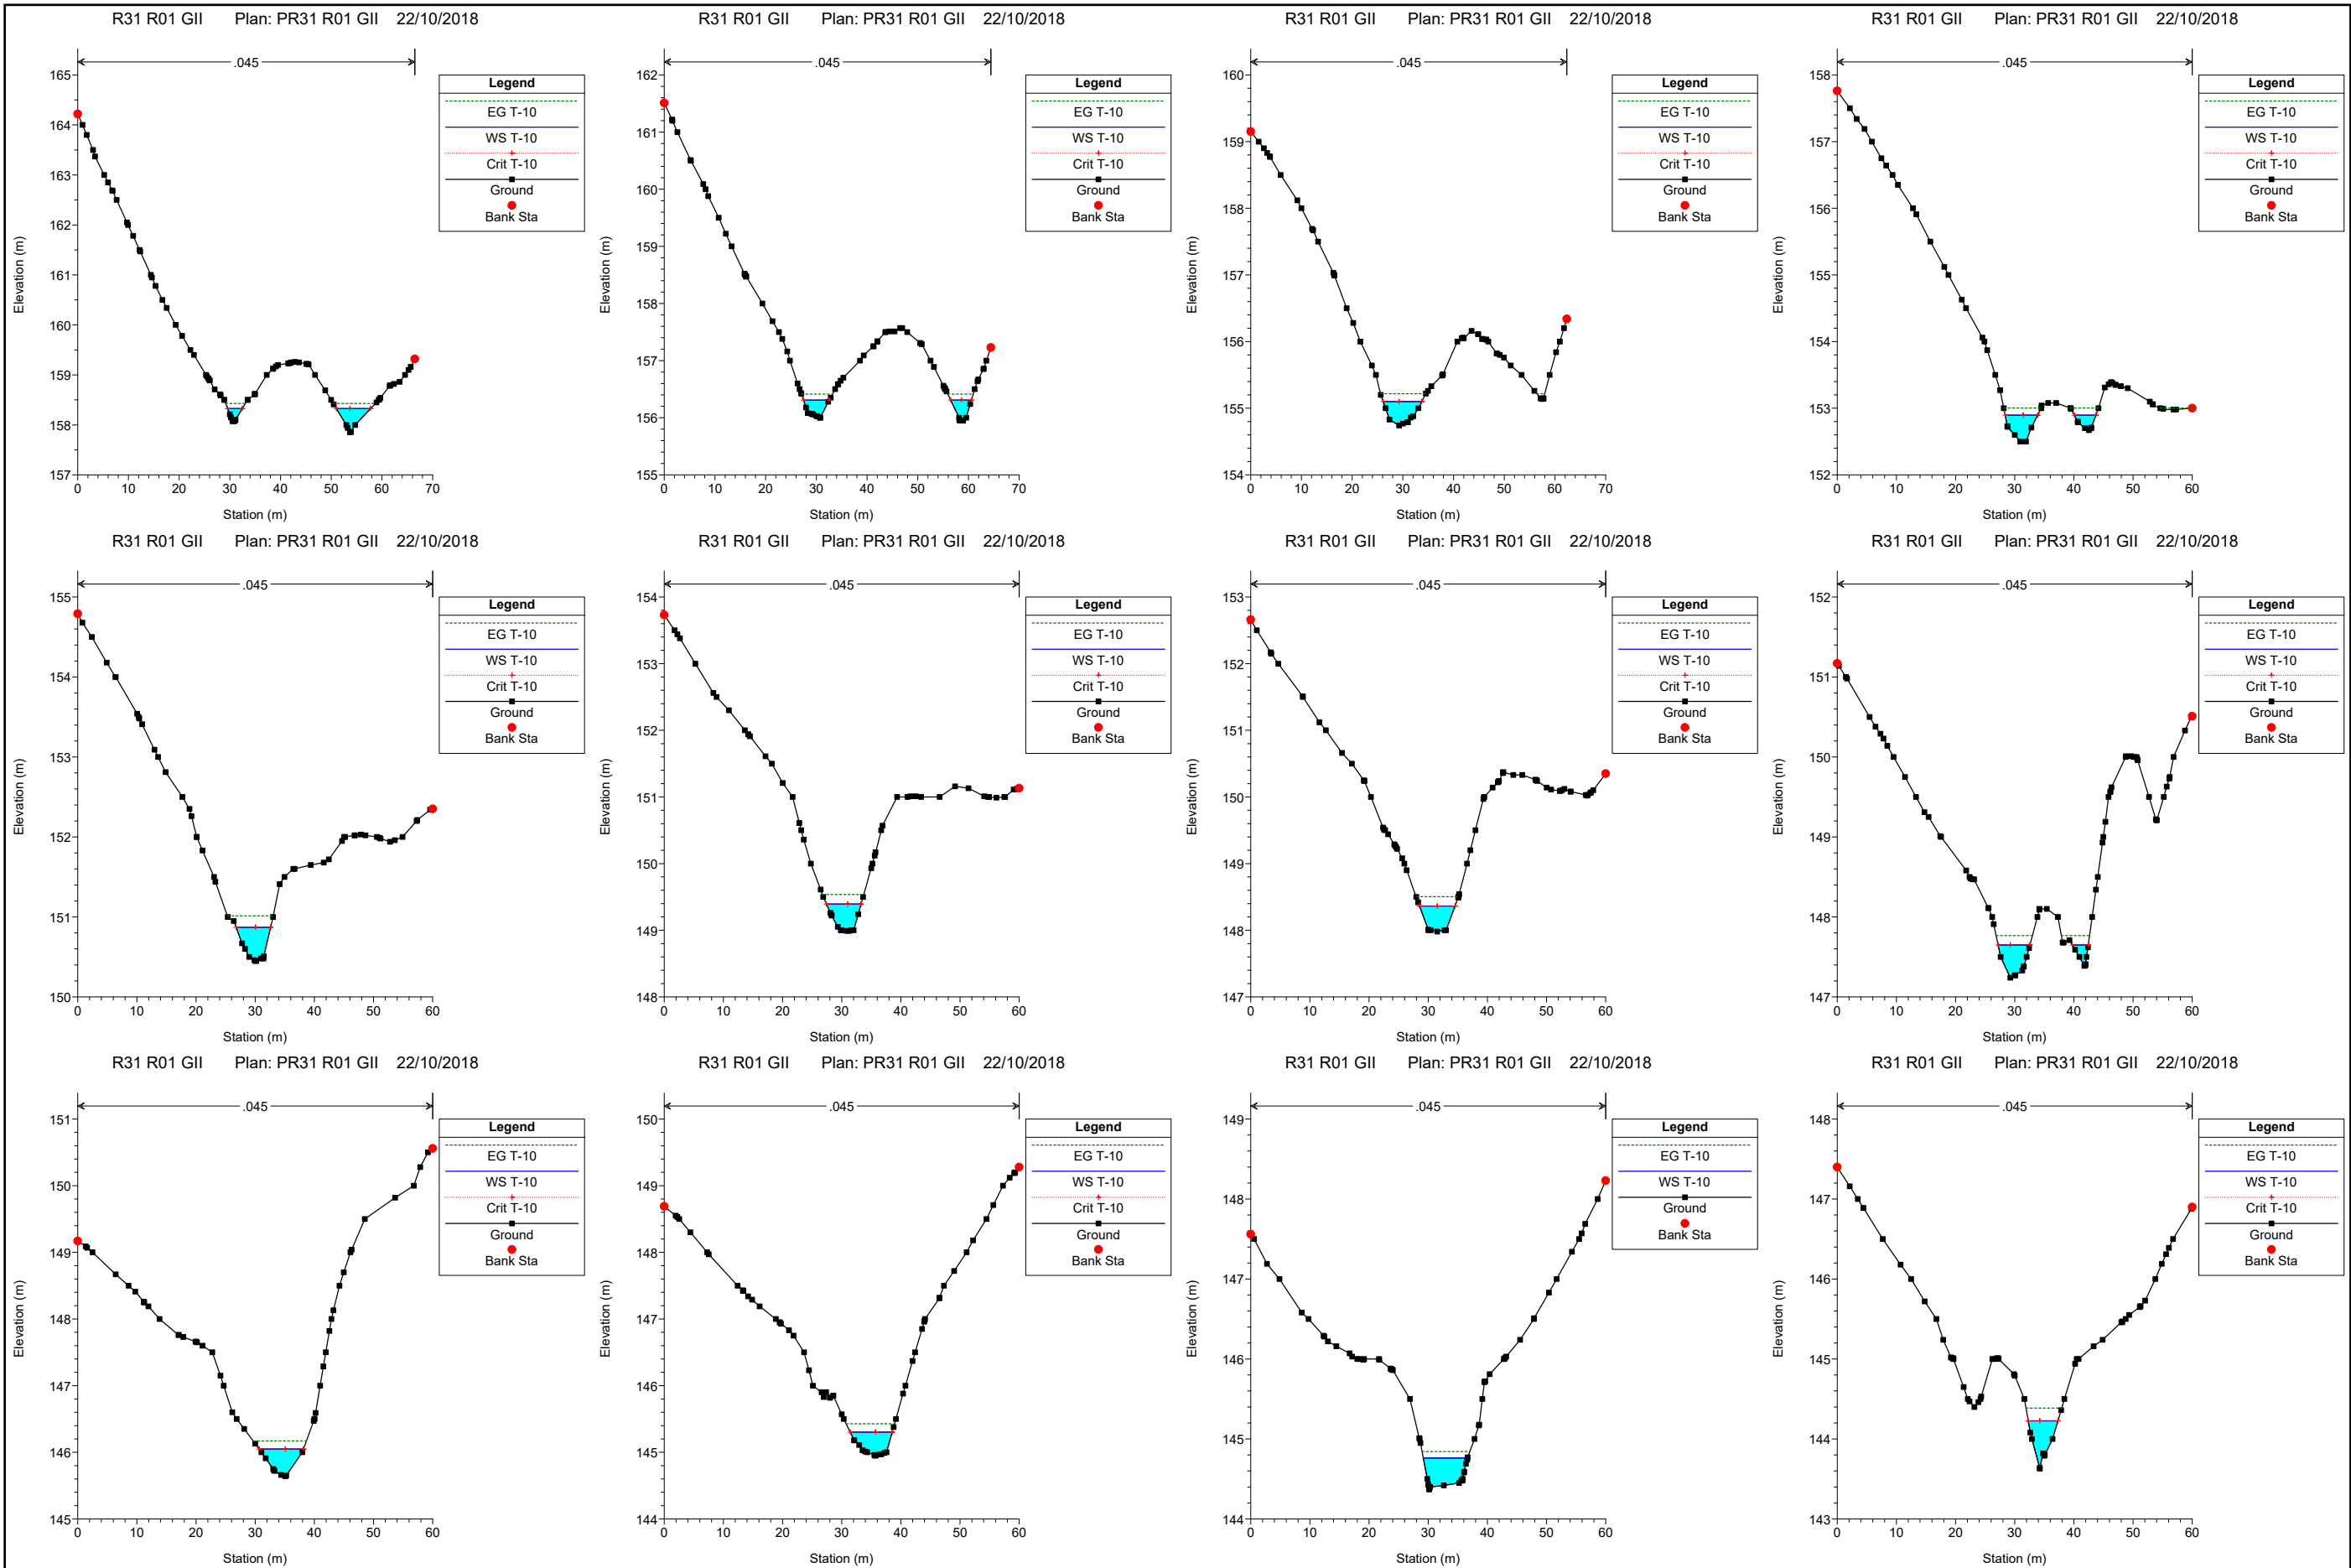 R31 R01 GII Plan: PR31 R01 GII 22/10/2018
.045
165
164
163
162
161
160
159
158
157
0 10 20 30 40 50 60 70
Station (m)
Elevation (m)
Legend
EG T-10
WS T-10
Crit T-10
Ground
Bank Sta
R31 R01 GII Plan: PR31 R01 GII 22/10/2018
.045
162
161
160
159
158
157
156
155
0 10 20 30 40 50 60 70
Station (m)
Elevation (m)
Legend
EG T-10
WS T-10
Crit T-10
Ground
Bank Sta
R31 R01 GII Plan: PR31 R01 GII 22/10/2018
.045
160
159
158
157
156
155
154
0 10 20 30 40 50 60 70
Station (m)
Elevation (m)
Legend
EG T-10
WS T-10
Crit T-10
Ground
Bank Sta
R31 R01 GII Plan: PR31 R01 GII 22/10/2018
.045
158
157
156
155
154
153
152
0 10 20 30 40 50 60
Station (m)
Elevation (m)
Legend
EG T-10
WS T-10
Crit T-10
Ground
Bank Sta
R31 R01 GII Plan: PR31 R01 GII 22/10/2018
.045
155
154
153
152
151
150
0 10 20 30 40 50 60
Station (m)
Elevation (m)
Legend
EG T-10
WS T-10
Crit T-10
Ground
Bank Sta
R31 R01 GII Plan: PR31 R01 GII 22/10/2018
.045
154
153
152
151
150
149
148
0 10 20 30 40 50 60
Station (m)
Elevation (m)
Legend
EG T-10
WS T-10
Crit T-10
Ground
Bank Sta
R31 R01 GII Plan: PR31 R01 GII 22/10/2018
.045
153
152
151
150
149
148
147
0 10 20 30 40 50 60
Station (m)
Elevation (m)
Legend
EG T-10
WS T-10
Crit T-10
Ground
Bank Sta
R31 R01 GII Plan: PR31 R01 GII 22/10/2018
.045
152
151
150
149
148
147
0 10 20 30 40 50 60
Station (m)
Elevation (m)
Legend
EG T-10
WS T-10
Crit T-10
Ground
Bank Sta
R31 R01 GII Plan: PR31 R01 GII 22/10/2018
.045
151
150
149
148
147
146
145
0 10 20 30 40 50 60
Station (m)
Elevation (m)
Legend
EG T-10
WS T-10
Crit T-10
Ground
Bank Sta
R31 R01 GII Plan: PR31 R01 GII 22/10/2018
.045
150
149
148
147
146
145
144
0 10 20 30 40 50 60
Station (m)
Elevation (m)
Legend
EG T-10
WS T-10
Crit T-10
Ground
Bank Sta
R31 R01 GII Plan: PR31 R01 GII 22/10/2018
.045
149
148
147
146
145
144
0 10 20 30 40 50 60
Station (m)
Elevation (m)
Legend
EG T-10
WS T-10
Ground
Bank Sta
R31 R01 GII Plan: PR31 R01 GII 22/10/2018
.045
148
147
146
145
144
143
0 10 20 30 40 50 60
Station (m)
Elevation (m)
Legend
EG T-10
WS T-10
Crit T-10
Ground
Bank Sta